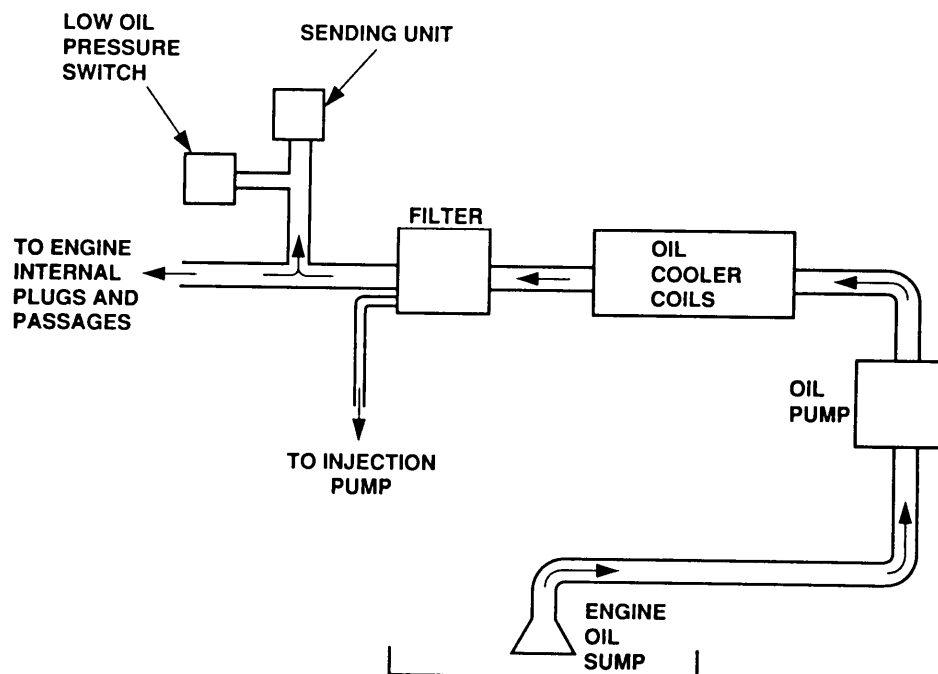 LOW OIL
PRESSURE
SWITCH
SENDING UNIT
FILTER
TO ENGINE
INTERNAL
PLUGS AND
PASSAGES
OIL
COOLER
COILS
OIL
PUMP
TO INJECTION
PUMP
ENGINE
OIL
SUMP